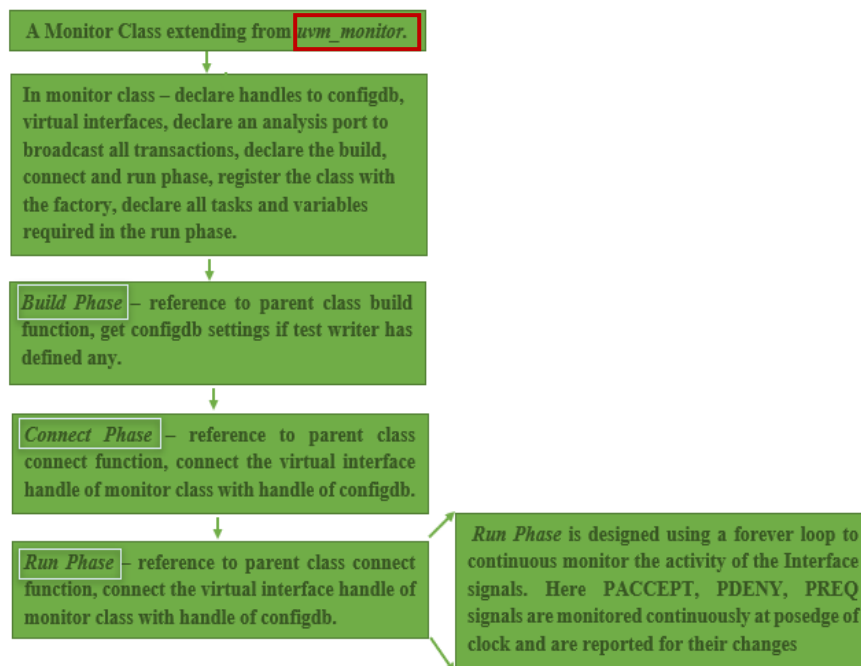 A Monitor Class extending from uvm_monitor.
In monitor class – declare handles to configdb,
virtual interfaces, declare an analysis port to
broadcast all transactions, declare the build,
connect and run phase, register the class with
the factory, declare all tasks and variables
required in the run phase.
Build Phase – reference to parent class build
function, get configdb settings if test writer has
defined any.
Connect Phase – reference to parent class
connect function, connect the virtual interface
handle of monitor class with handle of configdb.
Run Phase – reference to parent class connect
function, connect the virtual interface handle of
monitor class with handle of configdb.
Run Phase is designed using a forever loop to
continuous monitor the activity of the Interface
signals. Here PACCEPT, PDENY, PREQ
signals are monitored continuously at posedge of
clock and are reported for their changes